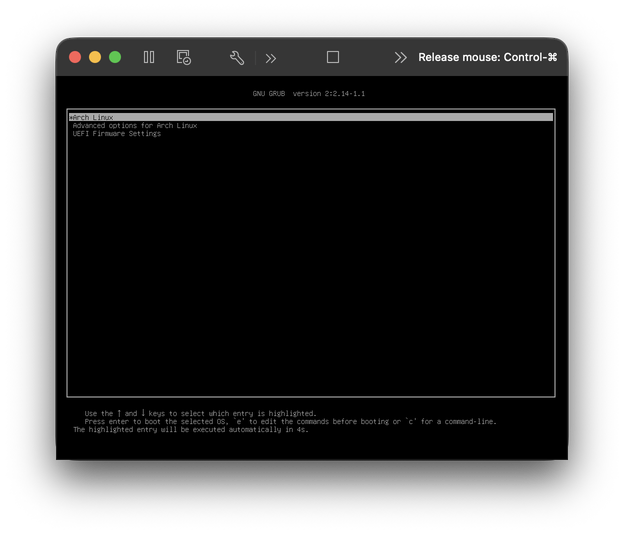 Release mouse: Control-⌘
GNU GRUB  version 2:2.14-1.1
*Arch Linux
Advanced options for Arch Linux
UEFI Firmware Settings
Use the ↑ and ↓ keys to select which entry is highlighted.
Press enter to boot the selected OS, `e' to edit the commands before booting or `c' for a command-line.
The highlighted entry will be executed automatically in 4s.